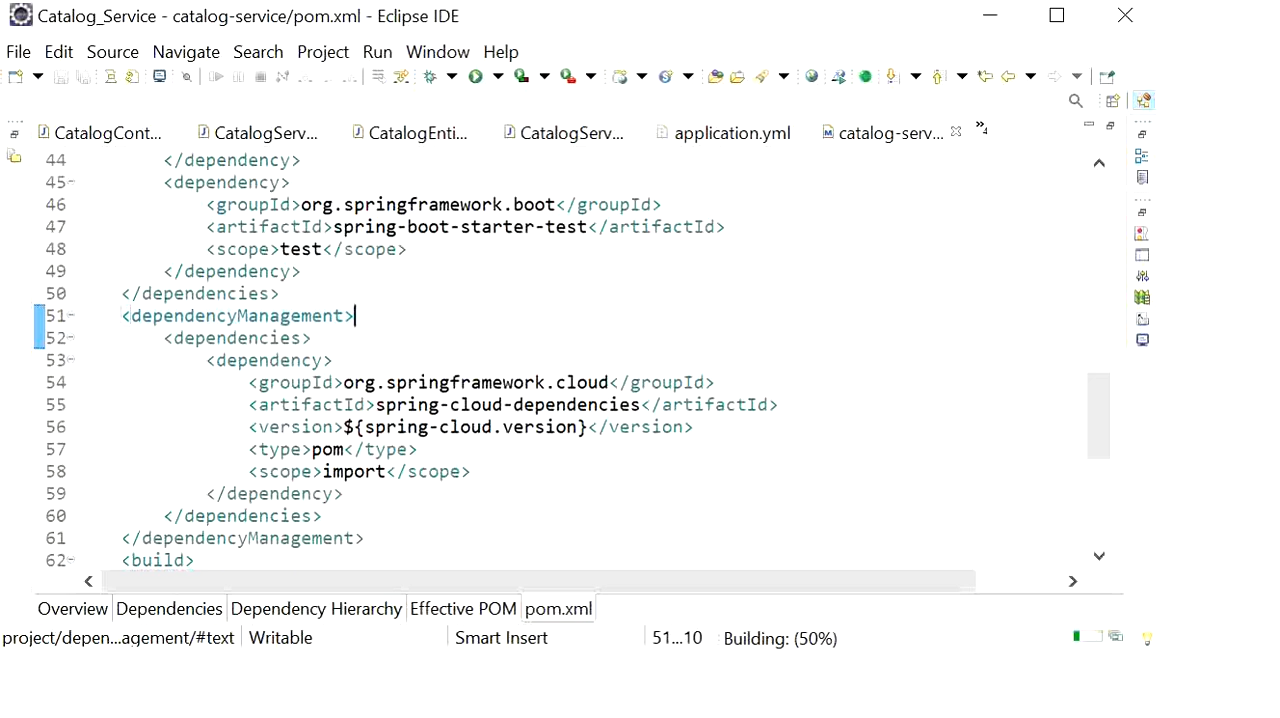 Catalog_Service - catalog-service/pom.xml - Eclipse IDE
File Edit Source Navigate Search Project Run Window Help
CatalogCont... CatalogServ... CatalogEnti... CatalogServ... application.yml catalog-serv... »4
44 </dependency>
45 <dependency>
46 <groupId>org.springframework.boot</groupId>
47 <artifactId>spring-boot-starter-test</artifactId>
48 <scope>test</scope>
49 </dependency>
50 </dependencies>
51 <dependencyManagement>
52 <dependencies>
53 <dependency>
54 <groupId>org.springframework.cloud</groupId>
55 <artifactId>spring-cloud-dependencies</artifactId>
56 <version>${spring-cloud.version}</version>
57 <type>pom</type>
58 <scope>import</scope>
59 </dependency>
60 </dependencies>
61 </dependencyManagement>
62 <build>
Overview Dependencies Dependency Hierarchy Effective POM pom.xml
project/depen...agement/#text Writable Smart Insert 51...10 Building: (50%)